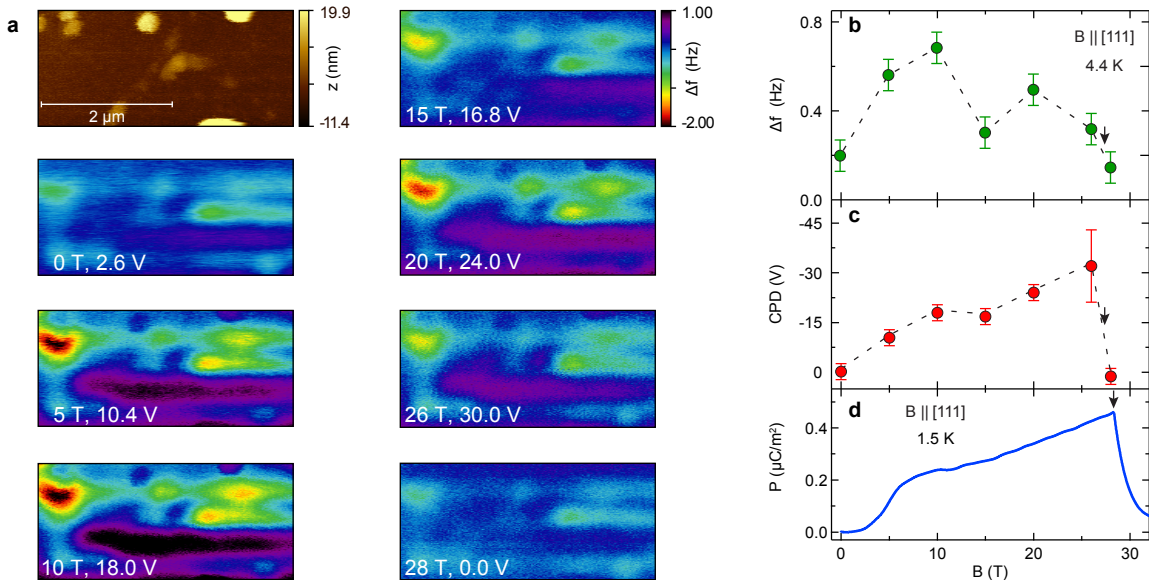 a
19.9
z (nm)
-11.4
2 µm
1.00
Δf (Hz)
-2.00
15 T, 16.8 V
0 T, 2.6 V
20 T, 24.0 V
5 T, 10.4 V
26 T, 30.0 V
10 T, 18.0 V
28 T, 0.0 V
b
B || [111]
4.4 K
Δf (Hz)
0.8
0.4
0.0
c
CPD (V)
-45
-30
-15
0
d
B || [111]
1.5 K
P (µC/m²)
0.4
0.2
0.0
0 10 20 30
B (T)